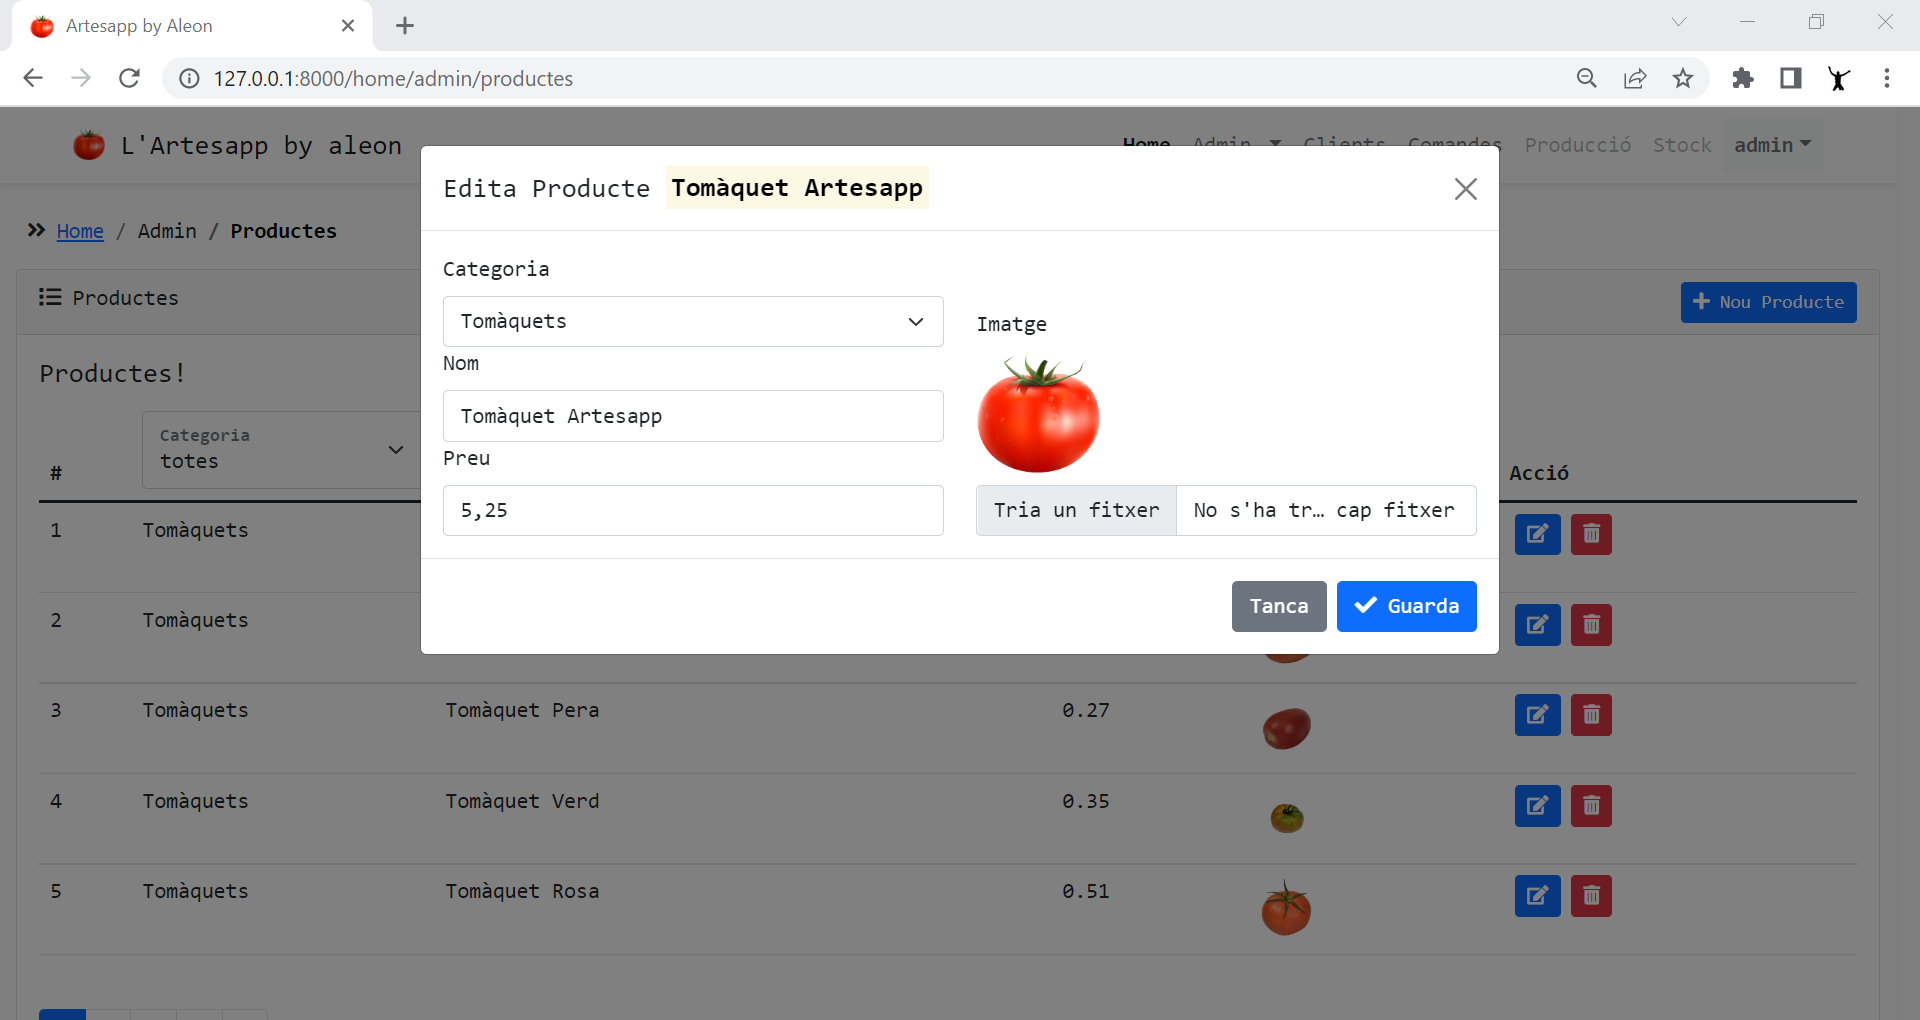 Artesapp by Aleon
127.0.0.1:8000/home/admin/productes
L'Artesapp by aleon
Home Admin Clients Comandes Producció Stock admin
Edita Producte Tomàquet Artesapp
Home / Admin / Productes
Categoria
Productes
Nou Producte
Tomàquets
Imatge
Nom
Productes!
Tomàquet Artesapp
Categoria
totes
Preu
# Acció
5,25
Tria un fitxer No s'ha tr… cap fitxer
1 Tomàquets
Tanca Guarda
2 Tomàquets
3 Tomàquets Tomàquet Pera 0.27
4 Tomàquets Tomàquet Verd 0.35
5 Tomàquets Tomàquet Rosa 0.51